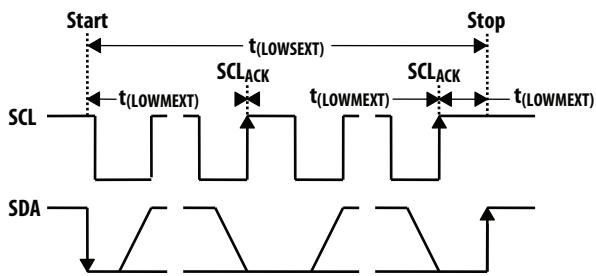 Start Stop
t(LOWSEXT)
SCLACK SCLACK
t(LOWMEXT) t(LOWMEXT) t(LOWMEXT)
SCL
SDA